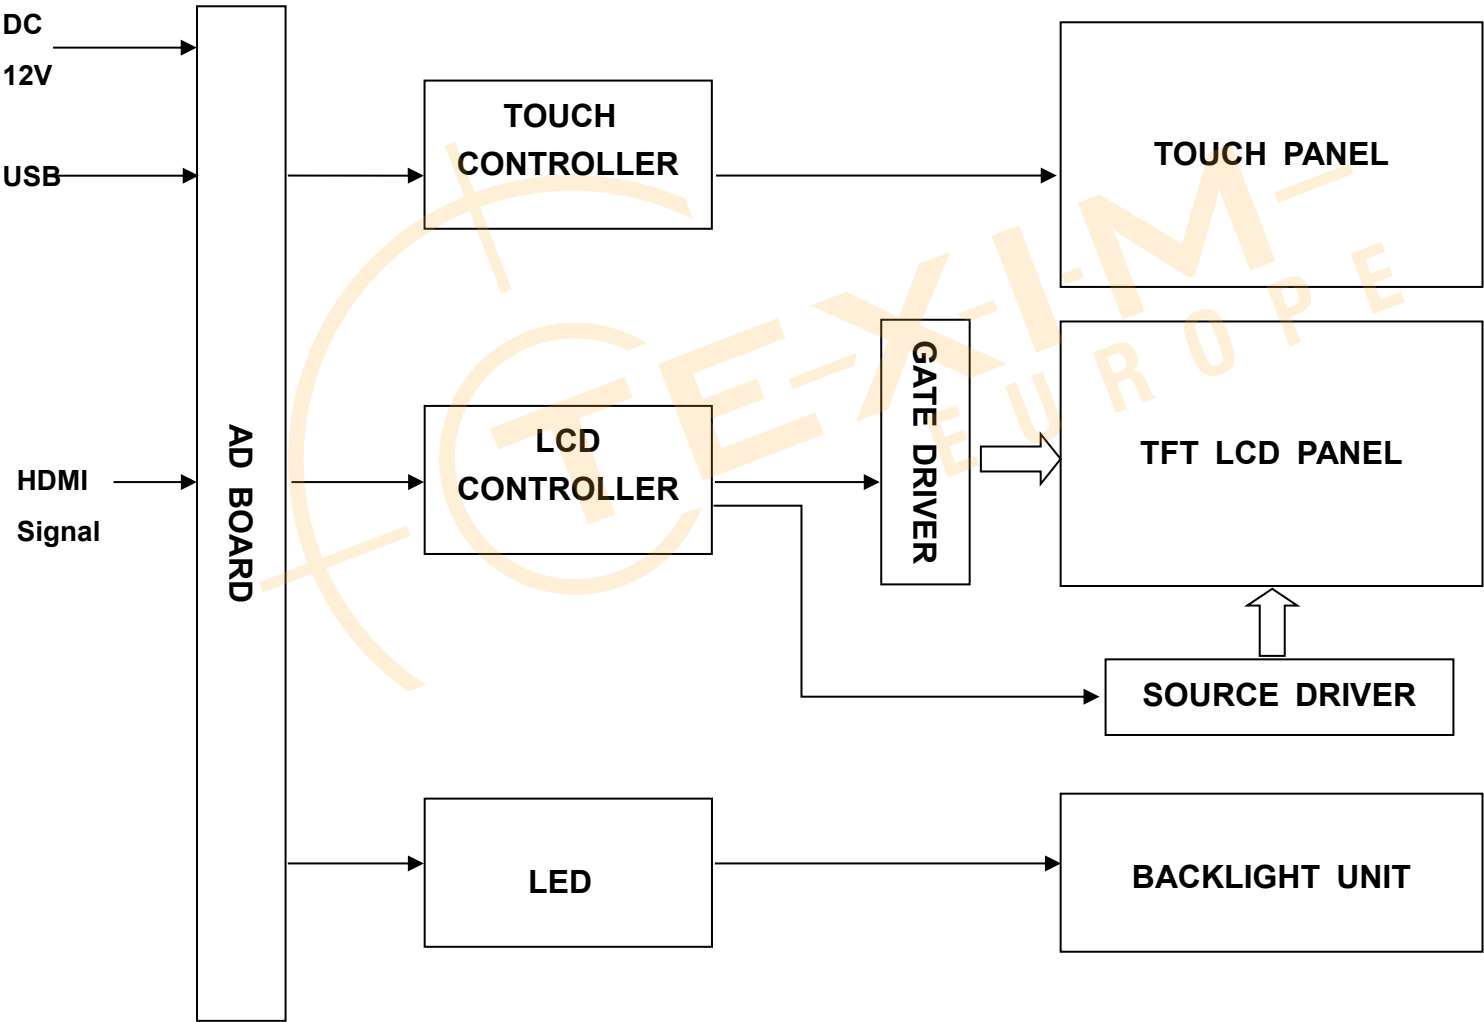 DC
12V
USB
HDMI
Signal
AD BOARD
TOUCH
CONTROLLER
TOUCH PANEL
LCD
CONTROLLER
GATE DRIVER
TFT LCD PANEL
SOURCE DRIVER
LED
BACKLIGHT UNIT
TEXIM
EUROPE